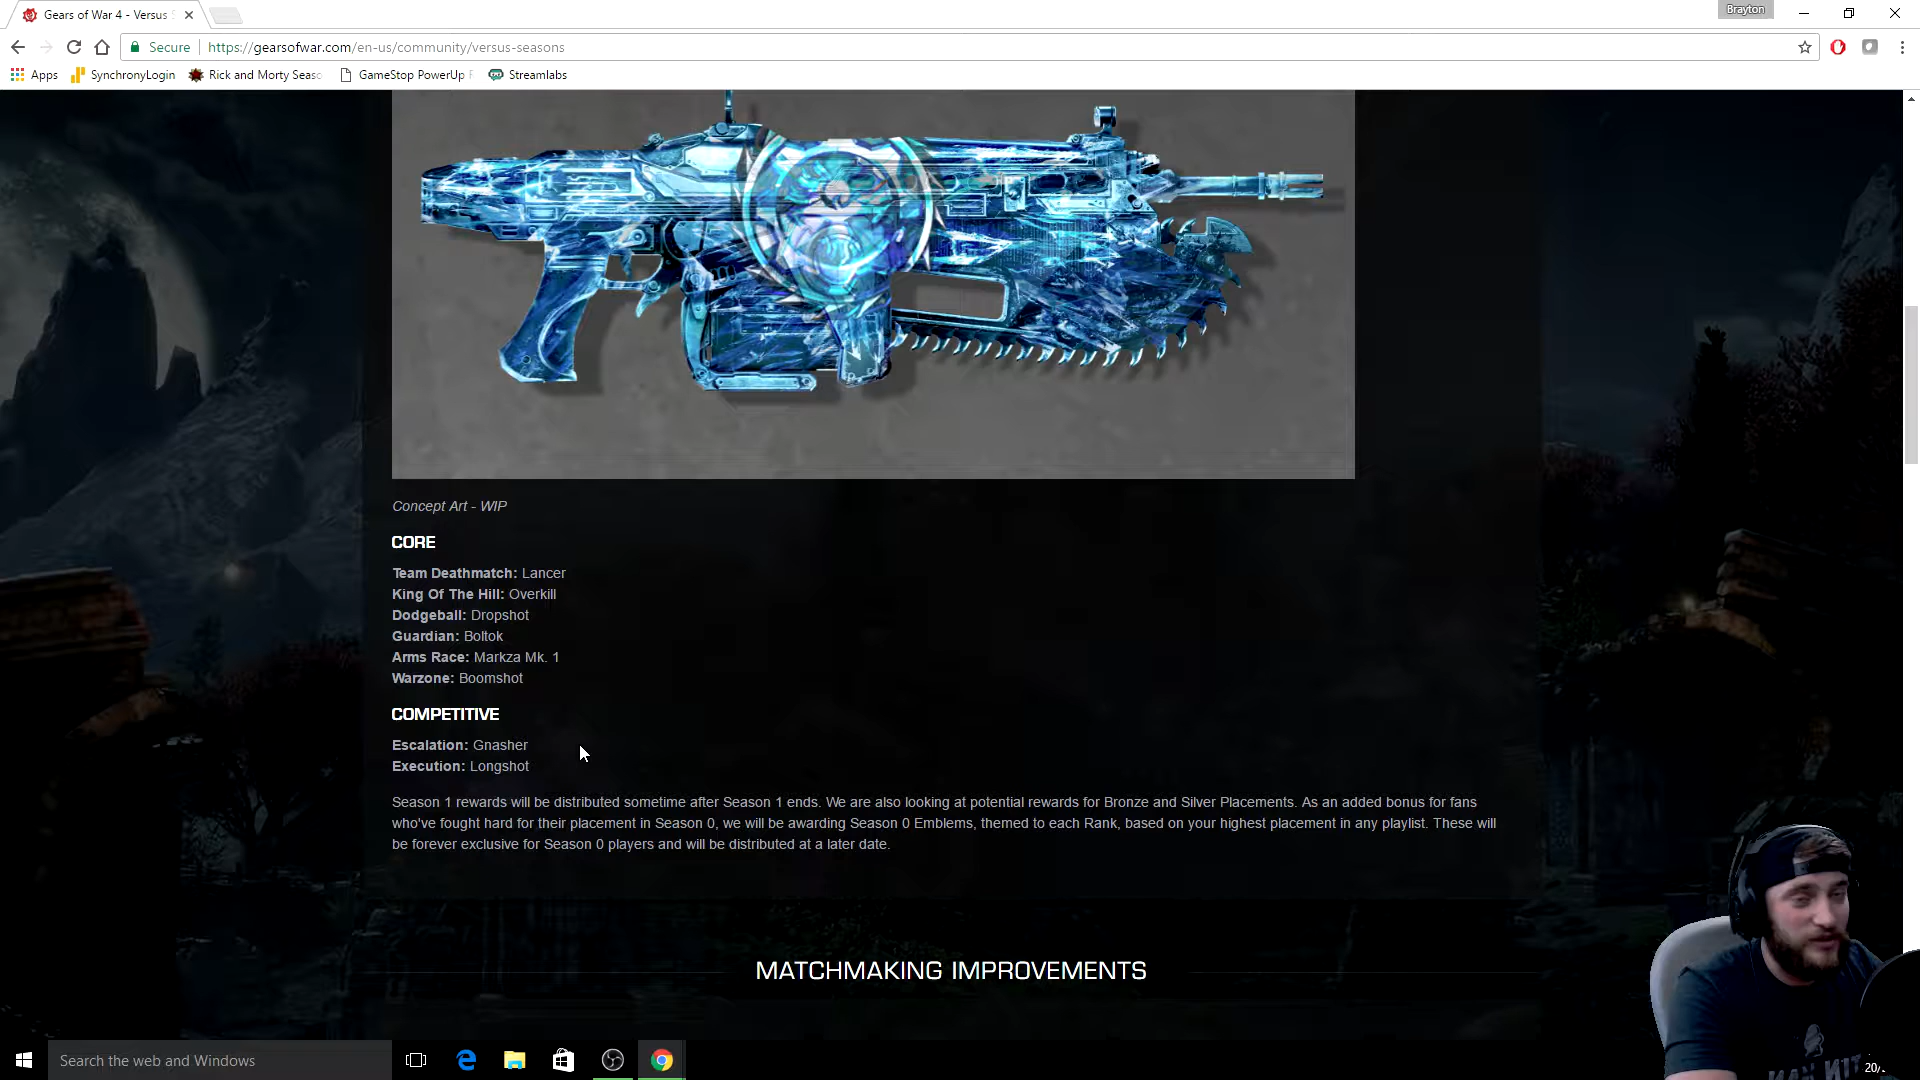 Gears of War 4 - Versus
Brayton
Secure
https://gearsofwar.com/en-us/community/versus-seasons
Apps
SynchronyLogin
Rick and Morty Seaso
GameStop PowerUp
Streamlabs
Concept Art - WIP
CORE
Team Deathmatch: Lancer
King Of The Hill: Overkill
Dodgeball: Dropshot
Guardian: Boltok
Arms Race: Markza Mk. 1
Warzone: Boomshot
COMPETITIVE
Escalation: Gnasher
Execution: Longshot
Season 1 rewards will be distributed sometime after Season 1 ends. We are also looking at potential rewards for Bronze and Silver Placements. As an added bonus for fans
who've fought hard for their placement in Season 0, we will be awarding Season 0 Emblems, themed to each Rank, based on your highest placement in any playlist. These will
be forever exclusive for Season 0 players and will be distributed at a later date.
MATCHMAKING IMPROVEMENTS
Search the web and Windows